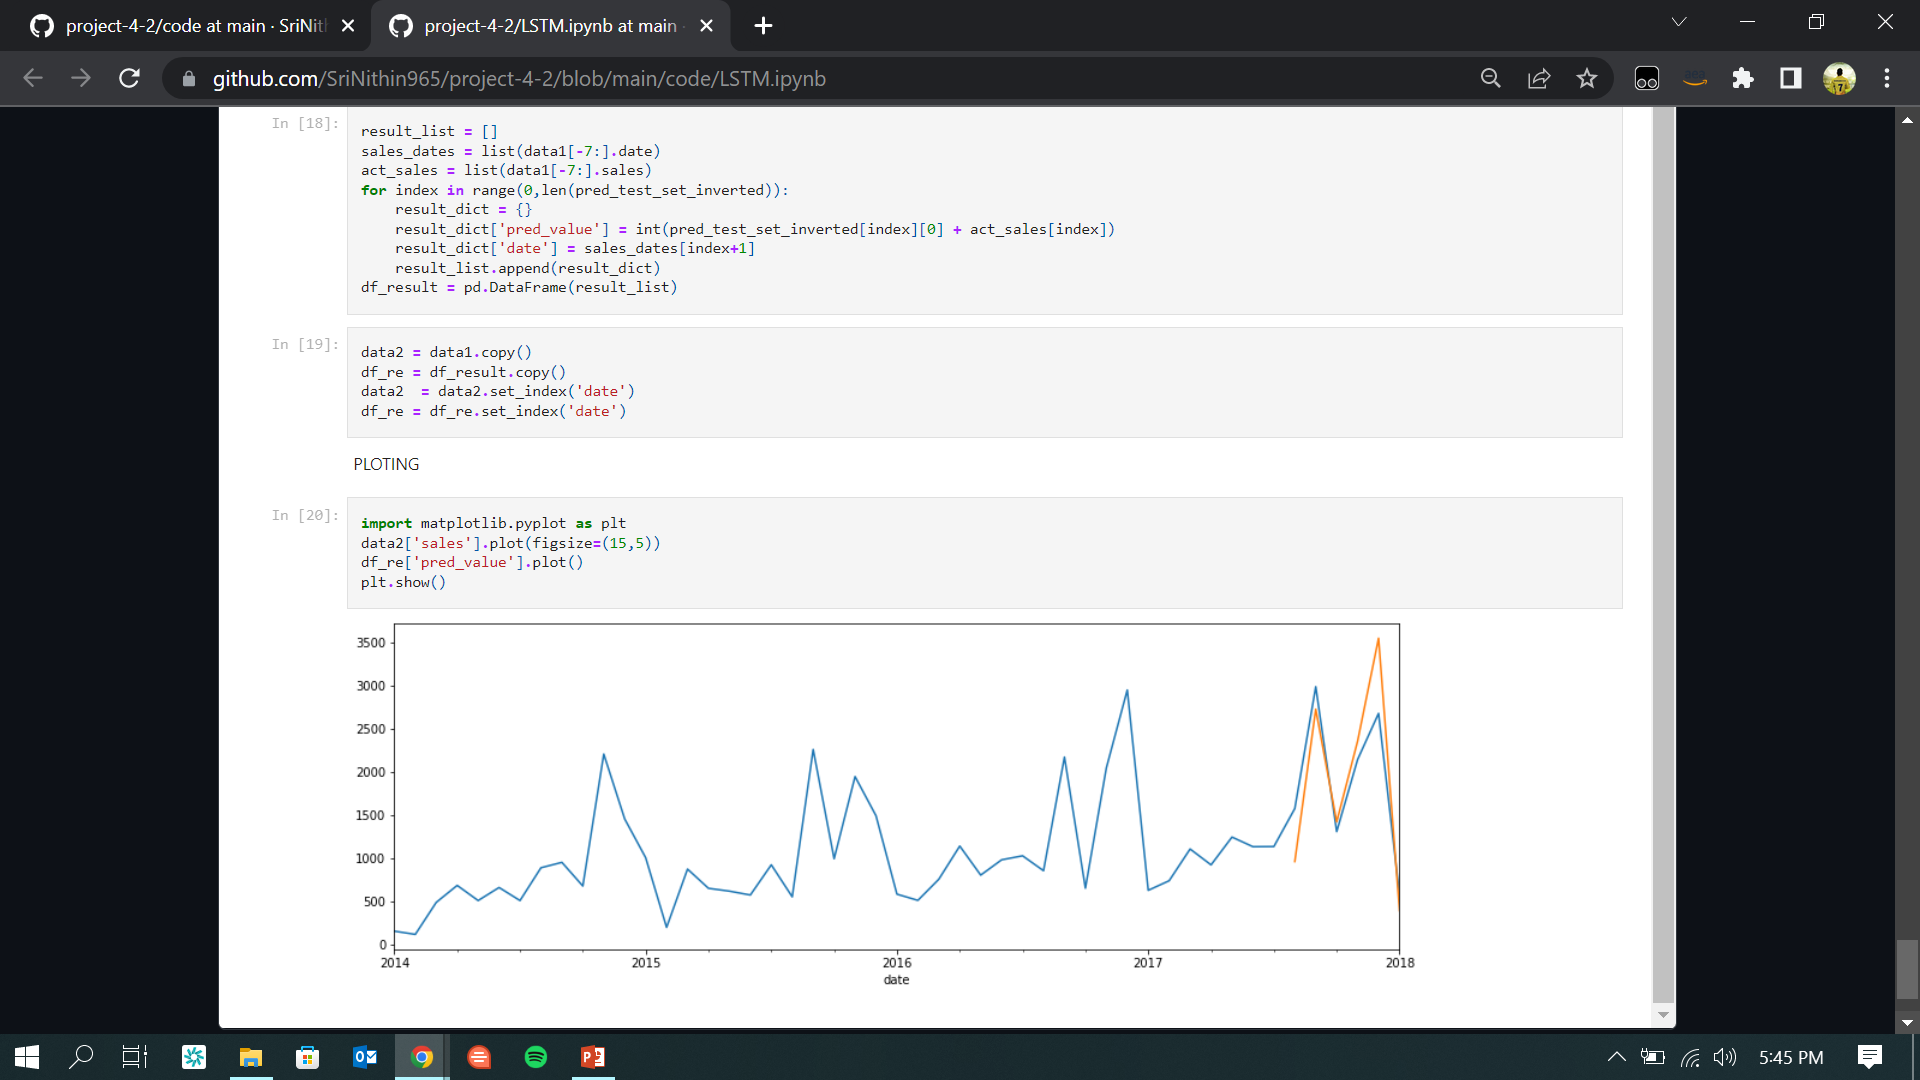 project-4-2/code at main · SriNith
project-4-2/LSTM.ipynb at main ·
github.com/SriNithin965/project-4-2/blob/main/code/LSTM.ipynb
In [18]:
result_list = []
sales_dates = list(data1[-7:].date)
act_sales = list(data1[-7:].sales)
for index in range(0,len(pred_test_set_inverted)):
    result_dict = {}
    result_dict['pred_value'] = int(pred_test_set_inverted[index][0] + act_sales[index])
    result_dict['date'] = sales_dates[index+1]
    result_list.append(result_dict)
df_result = pd.DataFrame(result_list)
In [19]:
data2 = data1.copy()
df_re = df_result.copy()
data2  = data2.set_index('date')
df_re = df_re.set_index('date')
PLOTING
In [20]:
import matplotlib.pyplot as plt
data2['sales'].plot(figsize=(15,5))
df_re['pred_value'].plot()
plt.show()
3500
3000
2500
2000
1500
1000
500
0
2014 2015 2016 2017 2018
date
5:45 PM